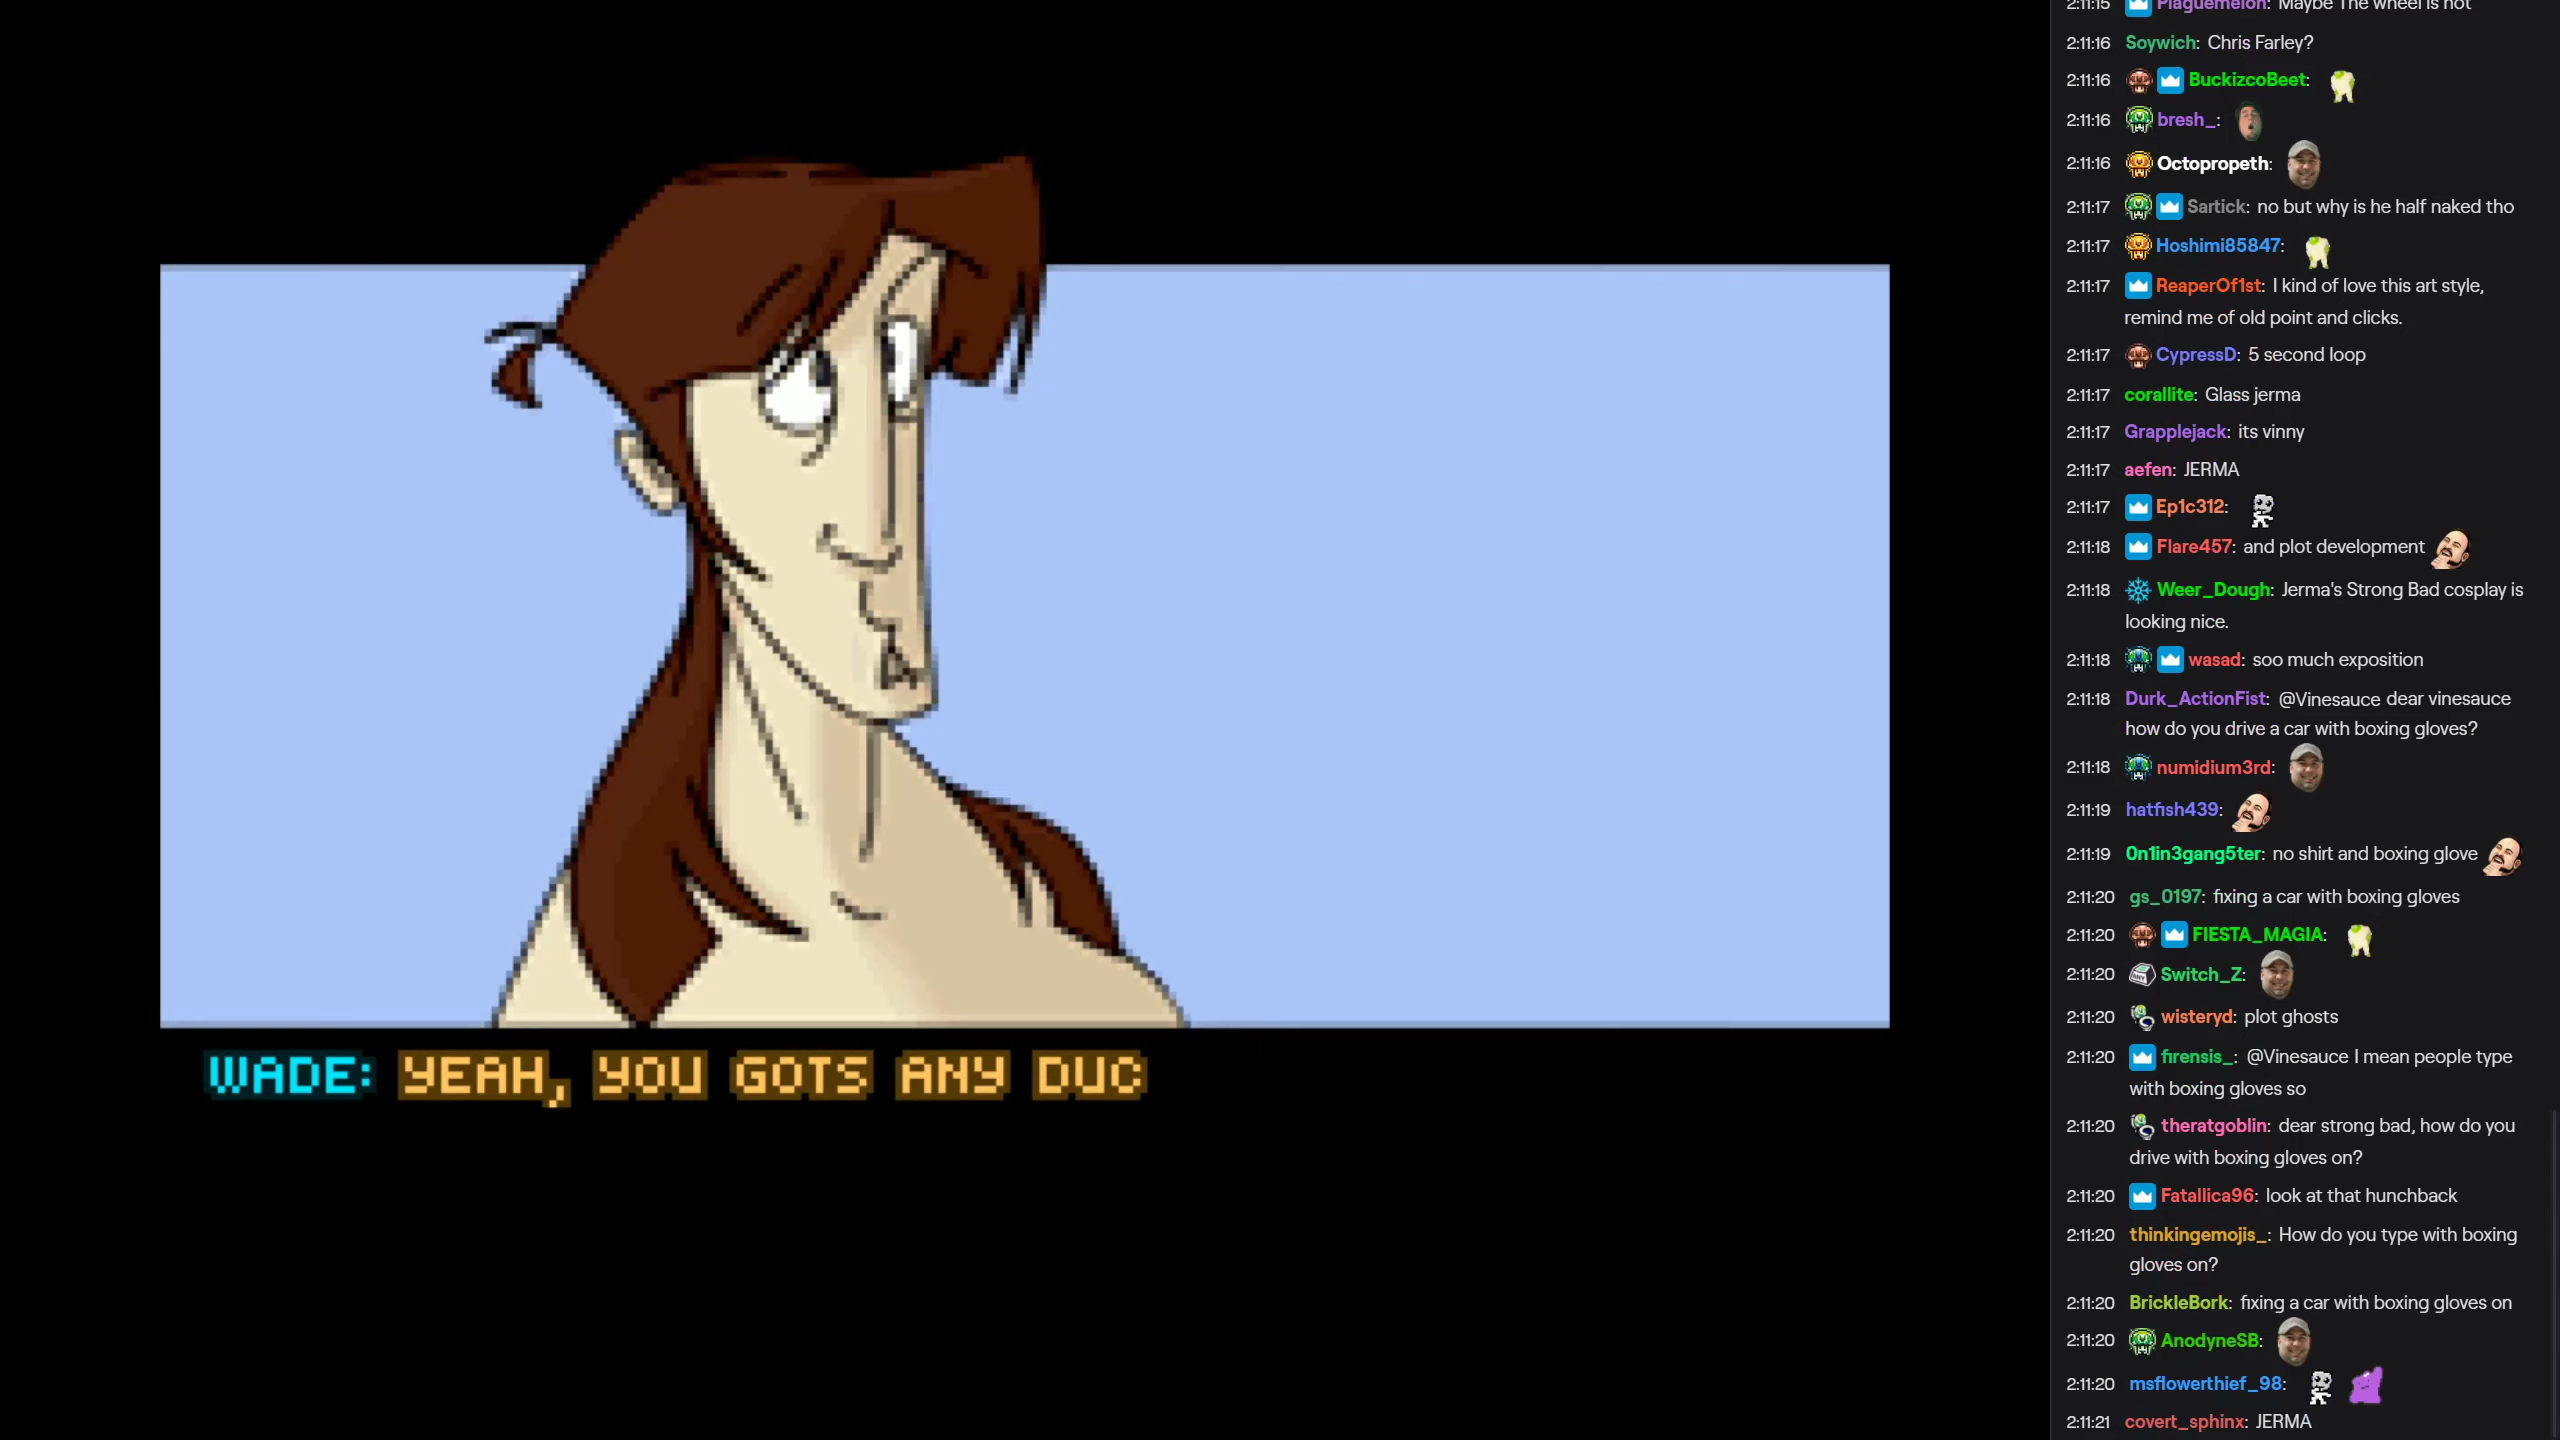 WADE: YEAH, YOU GOTS ANY DUC
2:11:15 Plaguemelon: Maybe The wheel is not
2:11:16 Soywich: Chris Farley?
2:11:16 BuckizcoBeet:
2:11:16 bresh_:
2:11:16 Octopropeth:
2:11:17 Sartick: no but why is he half naked tho
2:11:17 Hoshimi85847:
2:11:17 ReaperOf1st: I kind of love this art style,
remind me of old point and clicks.
2:11:17 CypressD: 5 second loop
2:11:17 corallite: Glass jerma
2:11:17 Grapplejack: its vinny
2:11:17 aefen: JERMA
2:11:17 Ep1c312:
2:11:18 Flare457: and plot development
2:11:18 Weer_Dough: Jerma's Strong Bad cosplay is
looking nice.
2:11:18 wasad: soo much exposition
2:11:18 Durk_ActionFist: @Vinesauce dear vinesauce
how do you drive a car with boxing gloves?
2:11:18 numidium3rd:
2:11:19 hatfish439:
2:11:19 0n1in3gang5ter: no shirt and boxing glove
2:11:20 gs_0197: fixing a car with boxing gloves
2:11:20 FIESTA_MAGIA:
2:11:20 Switch_Z:
2:11:20 wisteryd: plot ghosts
2:11:20 firensis_: @Vinesauce I mean people type
with boxing gloves so
2:11:20 theratgoblin: dear strong bad, how do you
drive with boxing gloves on?
2:11:20 Fatallica96: look at that hunchback
2:11:20 thinkingemojis_: How do you type with boxing
gloves on?
2:11:20 BrickleBork: fixing a car with boxing gloves on
2:11:20 AnodyneSB:
2:11:20 msflowerthief_98:
2:11:21 covert_sphinx: JERMA